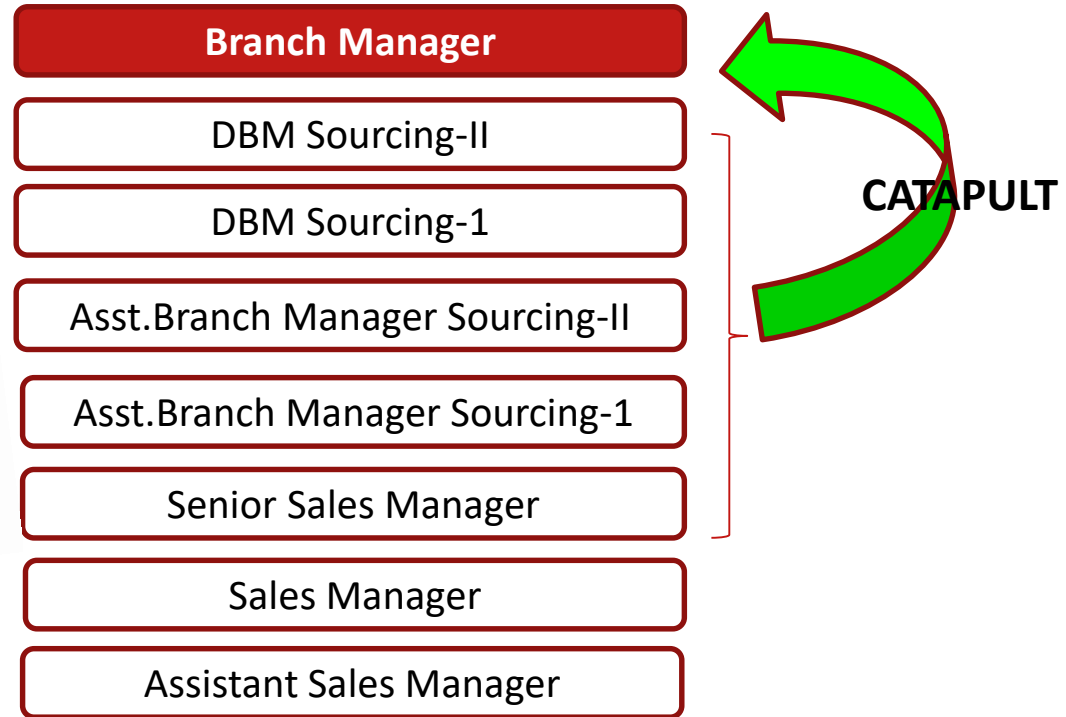 Branch Manager
DBM Sourcing-II
DBM Sourcing-1
CATAPULT
Asst.Branch Manager Sourcing-II
Asst.Branch Manager Sourcing-1
Senior Sales Manager
Sales Manager
Assistant Sales Manager